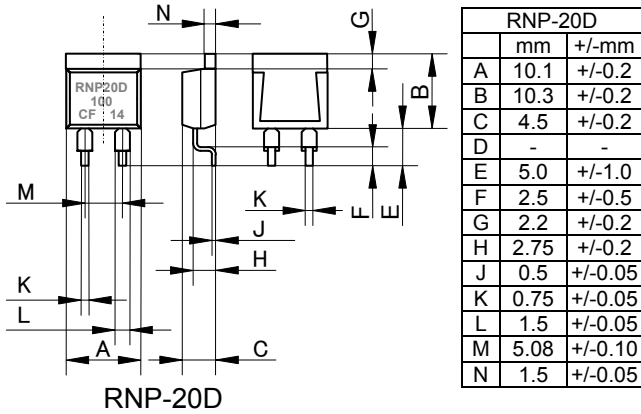 N
G
RNP20D
100
CF 14
B
M
K
F
E
J
H
K
L
A
C
RNP-20D
RNP-20D
mm +/-mm
A 10.1 +/-0.2
B 10.3 +/-0.2
C 4.5 +/-0.2
D - -
E 5.0 +/-1.0
F 2.5 +/-0.5
G 2.2 +/-0.2
H 2.75 +/-0.2
J 0.5 +/-0.05
K 0.75 +/-0.05
L 1.5 +/-0.05
M 5.08 +/-0.10
N 1.5 +/-0.05